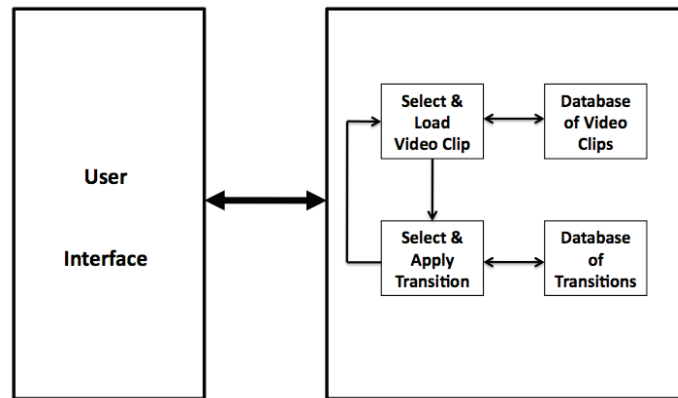 User
Interface
Select &
Load
Video Clip
Database
of Video
Clips
Select &
Apply
Transition
Database
of
Transitions